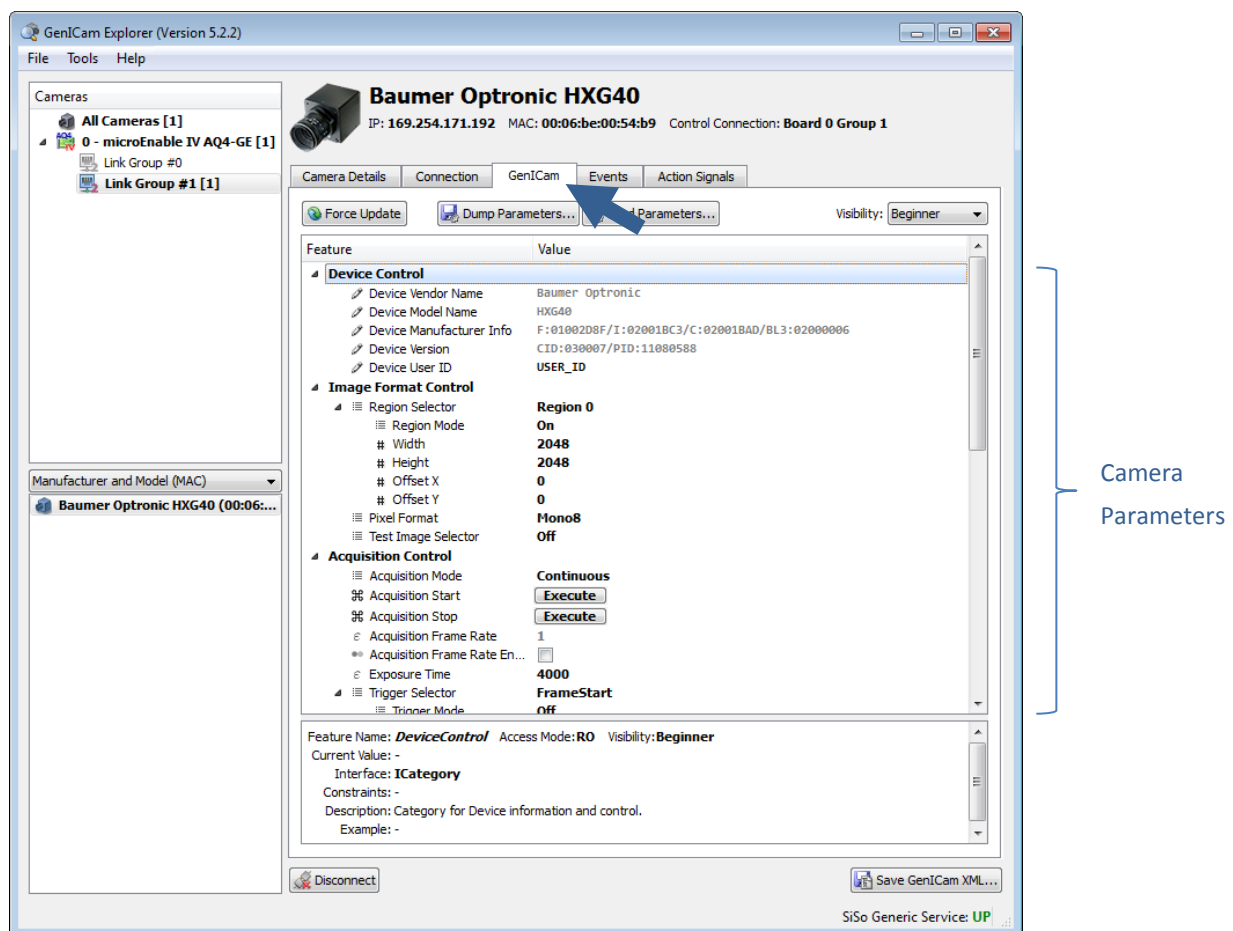 GenICam Explorer (Version 5.2.2)
File Tools Help
Cameras
All Cameras [1]
0 - microEnable IV AQ4-GE [1]
Link Group #0
Link Group #1 [1]
Manufacturer and Model (MAC)
Baumer Optronic HXG40 (00:06:...
Baumer Optronic HXG40
IP: 169.254.171.192 MAC: 00:06:be:00:54:b9 Control Connection: Board 0 Group 1
Camera Details Connection GenICam Events Action Signals
Force Update Dump Parameters... Parameters... Visibility: Beginner
Feature Value
Device Control
Device Vendor Name Baumer Optronic
Device Model Name HXG40
Device Manufacturer Info F:01002D8F/I:02001BC3/C:02001BAD/BL3:02000006
Device Version CID:030007/PID:11080588
Device User ID USER_ID
Image Format Control
Region Selector Region 0
Region Mode On
# Width 2048
# Height 2048
# Offset X 0
# Offset Y 0
Pixel Format Mono8
Test Image Selector Off
Acquisition Control
Acquisition Mode Continuous
⌘ Acquisition Start Execute
⌘ Acquisition Stop Execute
ε Acquisition Frame Rate 1
Acquisition Frame Rate En...
ε Exposure Time 4000
Trigger Selector FrameStart
Trigger Mode Off
Feature Name: DeviceControl Access Mode: RO Visibility: Beginner
Current Value: -
Interface: ICategory
Constraints: -
Description: Category for Device information and control.
Example: -
Disconnect Save GenICam XML...
SiSo Generic Service: UP
Camera
Parameters